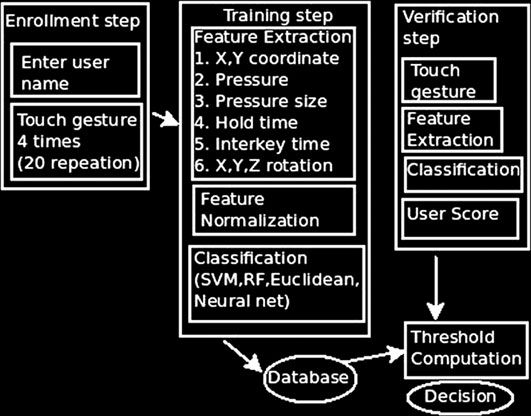 Enrollment step
Enter user
name
Touch gesture
4 times
(20 repeation)
Training step
Feature Extraction
1. X,Y coordinate
2. Pressure
3. Pressure size
4. Hold time
5. Interkey time
6. X,Y,Z rotation
Feature
Normalization
Classification
(SVM,RF,Euclidean,
Neural net)
Database
Verification
step
Touch
gesture
Feature
Extraction
Classification
User Score
Threshold
Computation
Decision